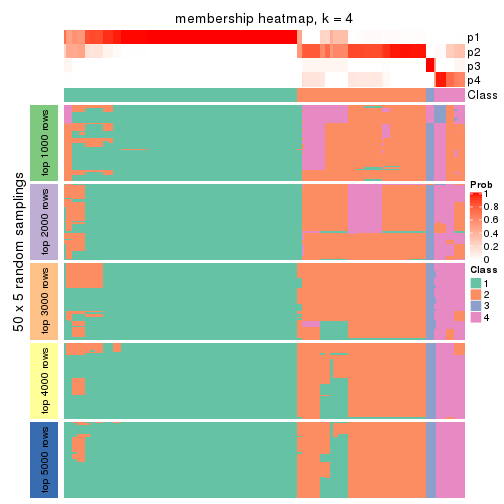 membership heatmap, k = 4
p1
p2
p3
p4
Class
50 x 5 random samplings
top 1000 rows
top 2000 rows
top 3000 rows
top 4000 rows
top 5000 rows
Prob
1
0.8
0.6
0.4
0.2
0
Class
1
2
3
4